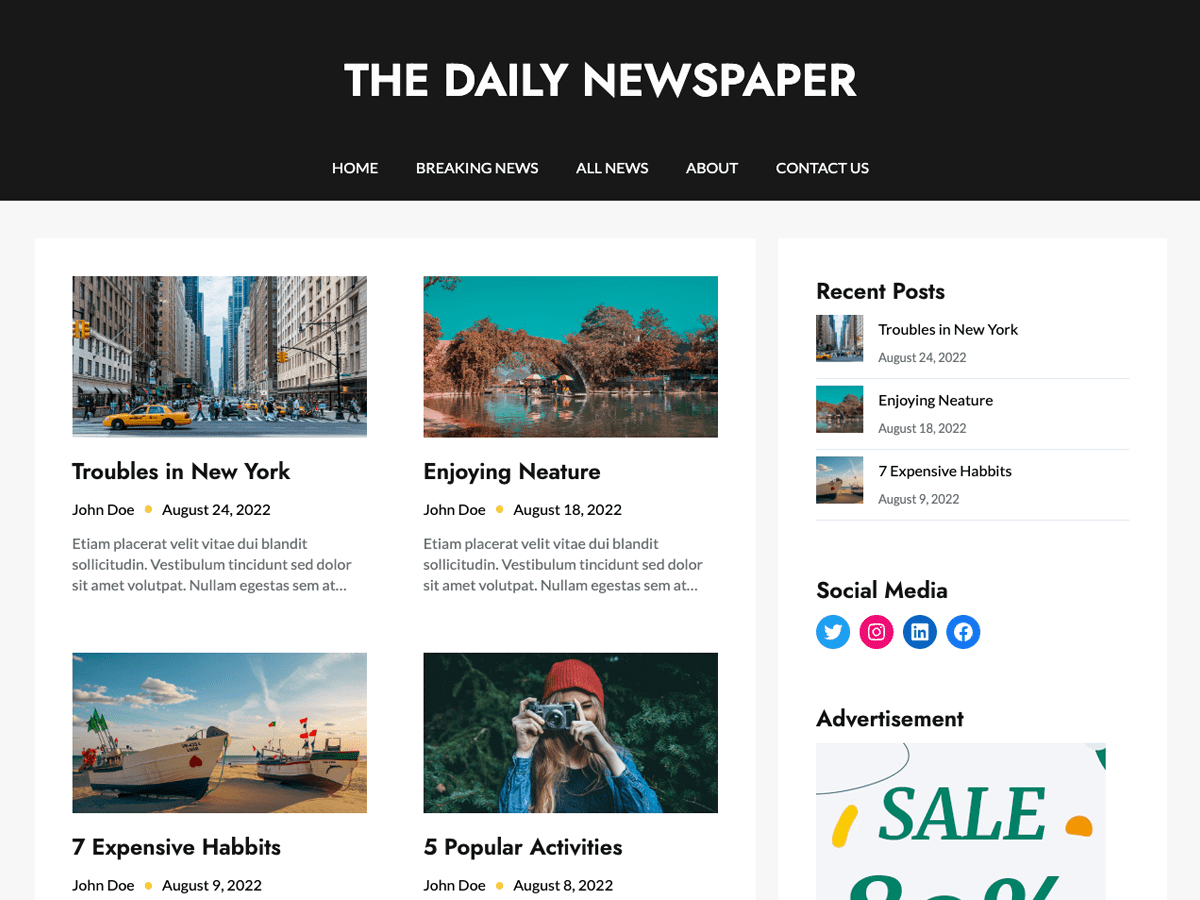 THE DAILY NEWSPAPER
HOME BREAKING NEWS ALL NEWS ABOUT CONTACT US
Troubles in New York
John Doe August 24, 2022
Etiam placerat velit vitae dui blandit
sollicitudin. Vestibulum tincidunt sed dolor
sit amet volutpat. Nullam egestas sem at...
Enjoying Neature
John Doe August 18, 2022
Etiam placerat velit vitae dui blandit
sollicitudin. Vestibulum tincidunt sed dolor
sit amet volutpat. Nullam egestas sem at...
7 Expensive Habbits
John Doe August 9, 2022
5 Popular Activities
John Doe August 8, 2022
Recent Posts
Troubles in New York
August 24, 2022
Enjoying Neature
August 18, 2022
7 Expensive Habbits
August 9, 2022
Social Media
Advertisement
SALE